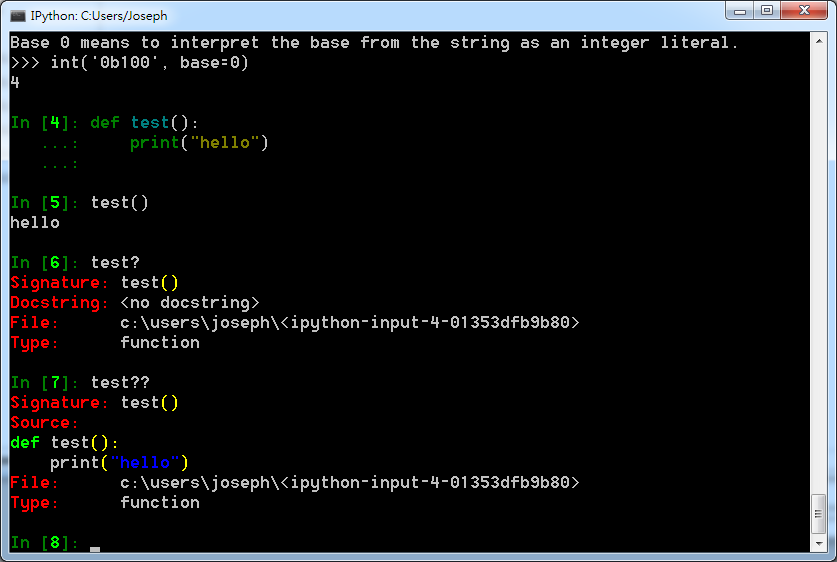 IPython: C:Users/Joseph
Base 0 means to interpret the base from the string as an integer literal.
>>> int('0b100', base=0)
4
In [4]: def test():
   ...:     print("hello")
   ...:
In [5]: test()
hello
In [6]: test?
Signature: test()
Docstring: <no docstring>
File:      c:\users\joseph\<ipython-input-4-01353dfb9b80>
Type:      function
In [7]: test??
Signature: test()
Source:
def test():
    print("hello")
File:      c:\users\joseph\<ipython-input-4-01353dfb9b80>
Type:      function
In [8]: